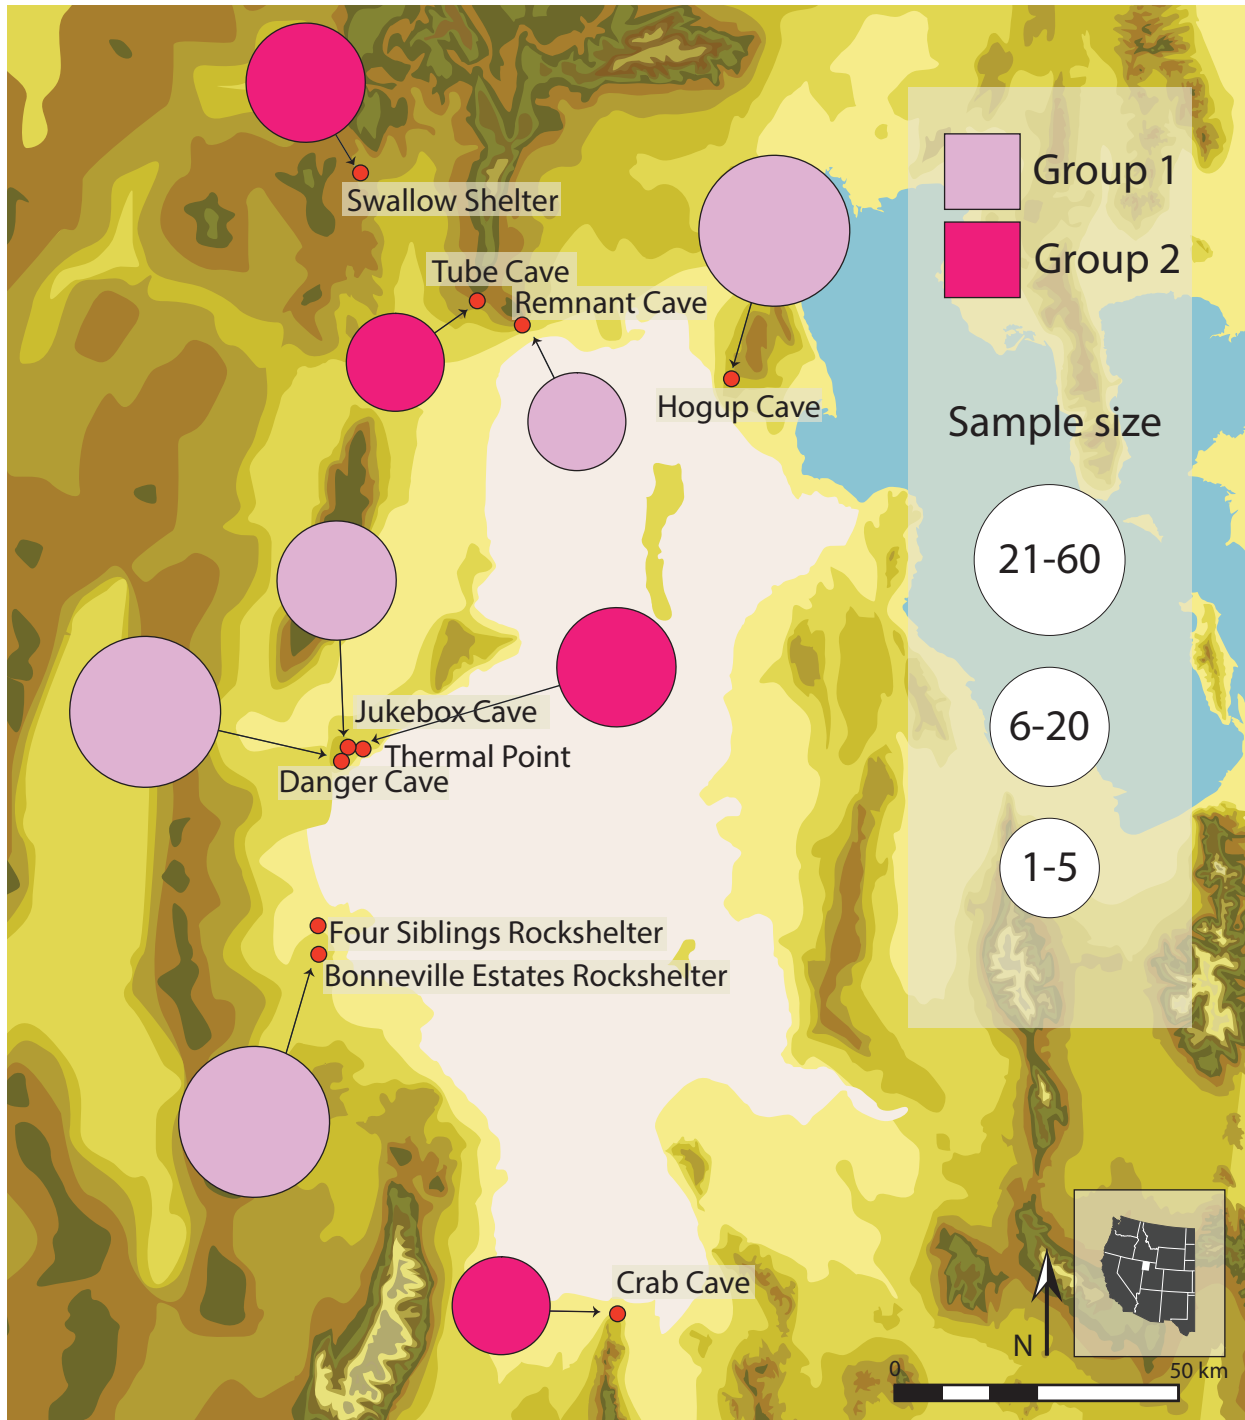 Group 1
Group 2
Swallow Shelter
Tube Cave
Remnant Cave
Hogup Cave
Sample size
21-60
6-20
1-5
Jukebox Cave
Thermal Point
Danger Cave
Four Siblings Rockshelter
Bonneville Estates Rockshelter
Crab Cave
N
0
50 km